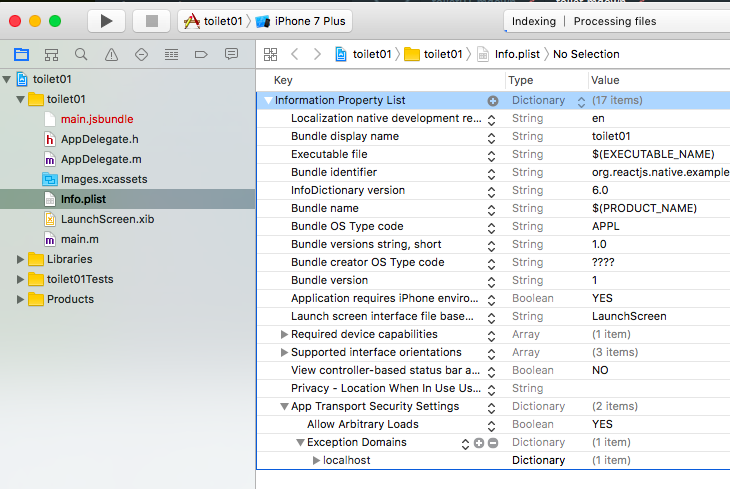 toilet01 iPhone 7 Plus Indexing | Processing files
toilet01 toilet01 Info.plist No Selection
toilet01
toilet01
main.jsbundle
AppDelegate.h
AppDelegate.m
Images.xcassets
Info.plist
LaunchScreen.xib
main.m
Libraries
toilet01Tests
Products
Key Type Value
Information Property List Dictionary (17 items)
Localization native development re... String en
Bundle display name String toilet01
Executable file String $(EXECUTABLE_NAME)
Bundle identifier String org.reactjs.native.example
InfoDictionary version String 6.0
Bundle name String $(PRODUCT_NAME)
Bundle OS Type code String APPL
Bundle versions string, short String 1.0
Bundle creator OS Type code String ????
Bundle version String 1
Application requires iPhone enviro... Boolean YES
Launch screen interface file base... String LaunchScreen
Required device capabilities Array (1 item)
Supported interface orientations Array (3 items)
View controller-based status bar a... Boolean NO
Privacy - Location When In Use Us... String
App Transport Security Settings Dictionary (2 items)
Allow Arbitrary Loads Boolean YES
Exception Domains Dictionary (1 item)
localhost Dictionary (1 item)